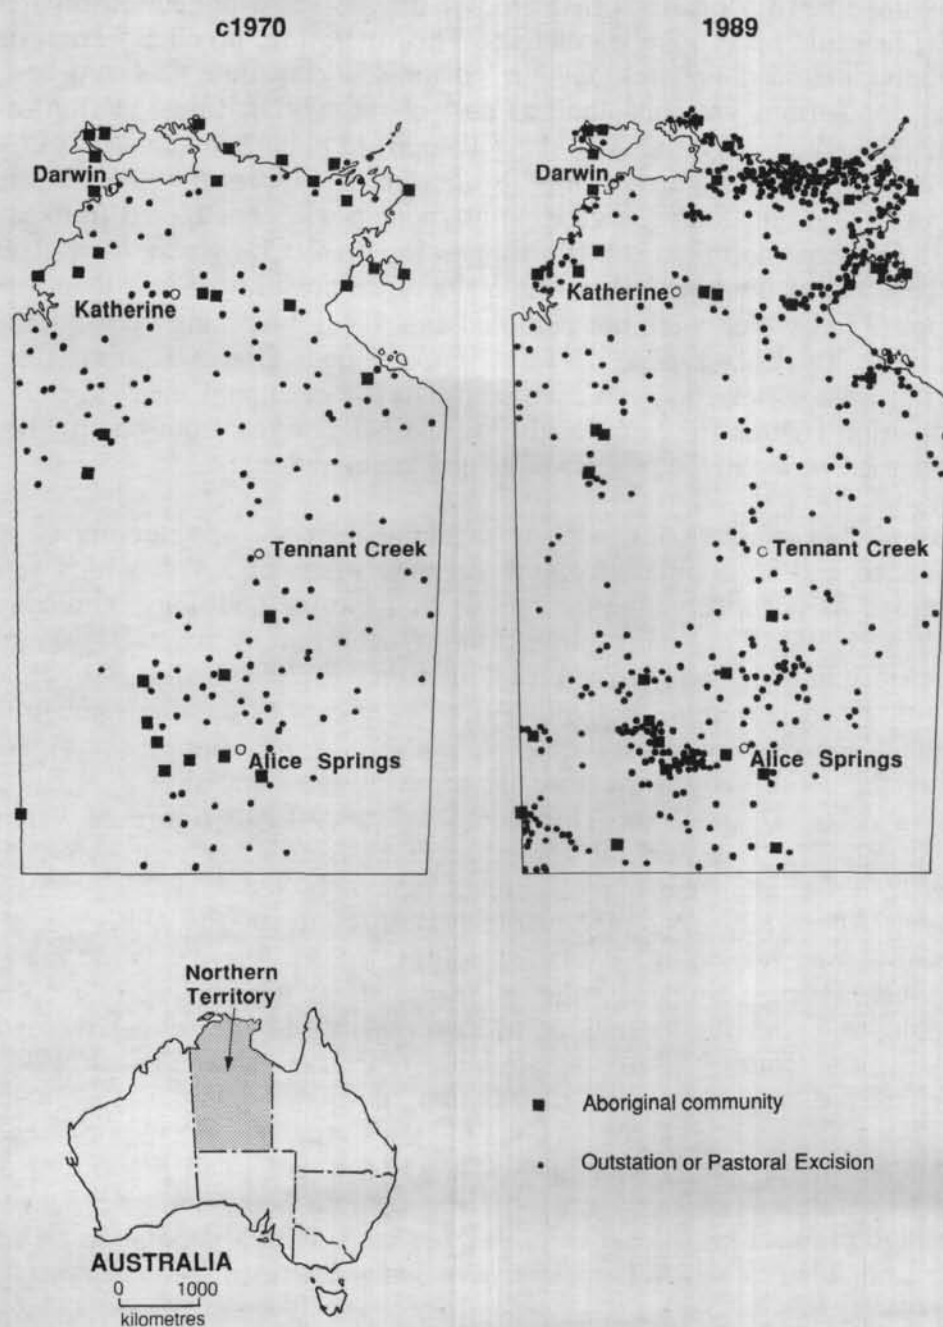 c1970
1989
Darwin
Katherine
Tennant Creek
Alice Springs
Darwin
Katherine
Tennant Creek
Alice Springs
Northern
Territory
AUSTRALIA
0 1000
kilometres
Aboriginal community
Outstation or Pastoral Excision